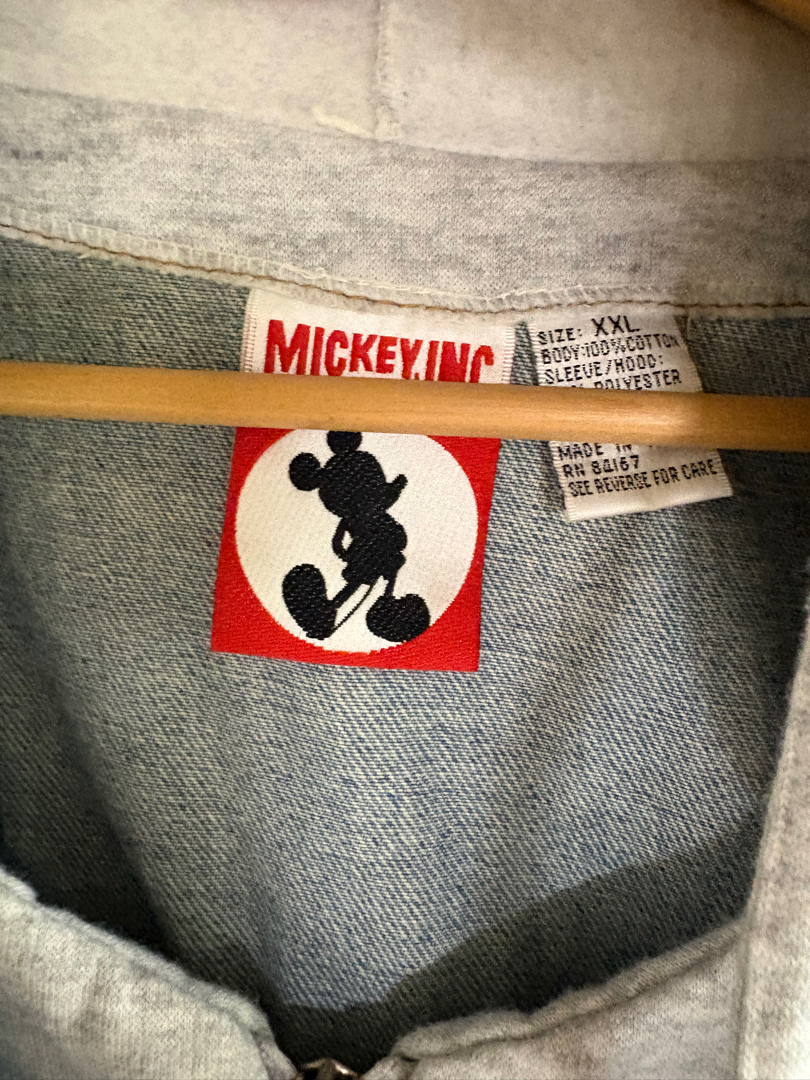 MICKEY, INC
SIZE: XXL
BODY:100%COTTON
SLEEVE/HOOD:
POLYESTER
MADE IN
RN 84167
SEE REVERSE FOR CARE